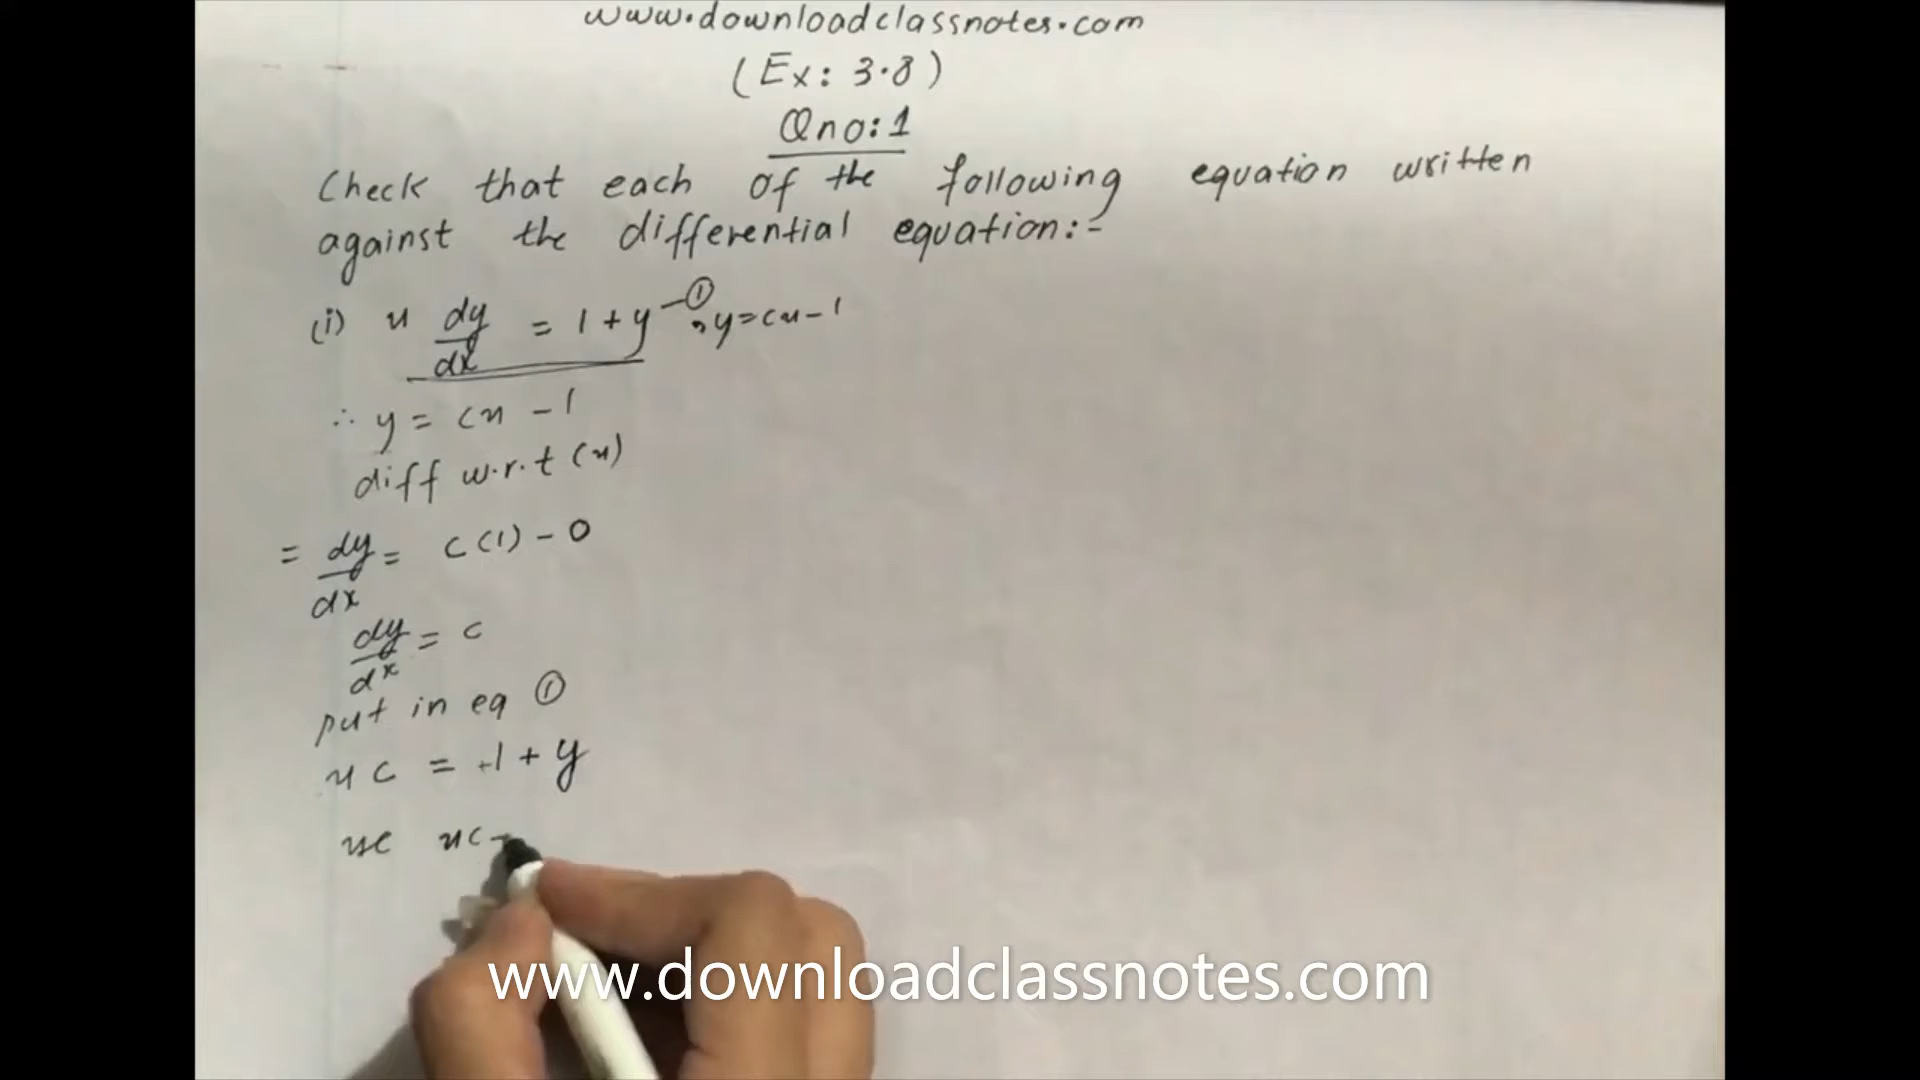 www.downloadclassnotes.com
(Ex: 3.8)
Qno:1
Check that each of the following equation written
against the differential equation:-
(i) x dy/dx = 1 + y —① , y = cx - 1
∴ y = cx - 1
diff w.r.t (x)
= dy/dx = c(1) - 0
dy/dx = c
put in eq ①
xc = 1 + y
xc xc -
www.downloadclassnotes.com